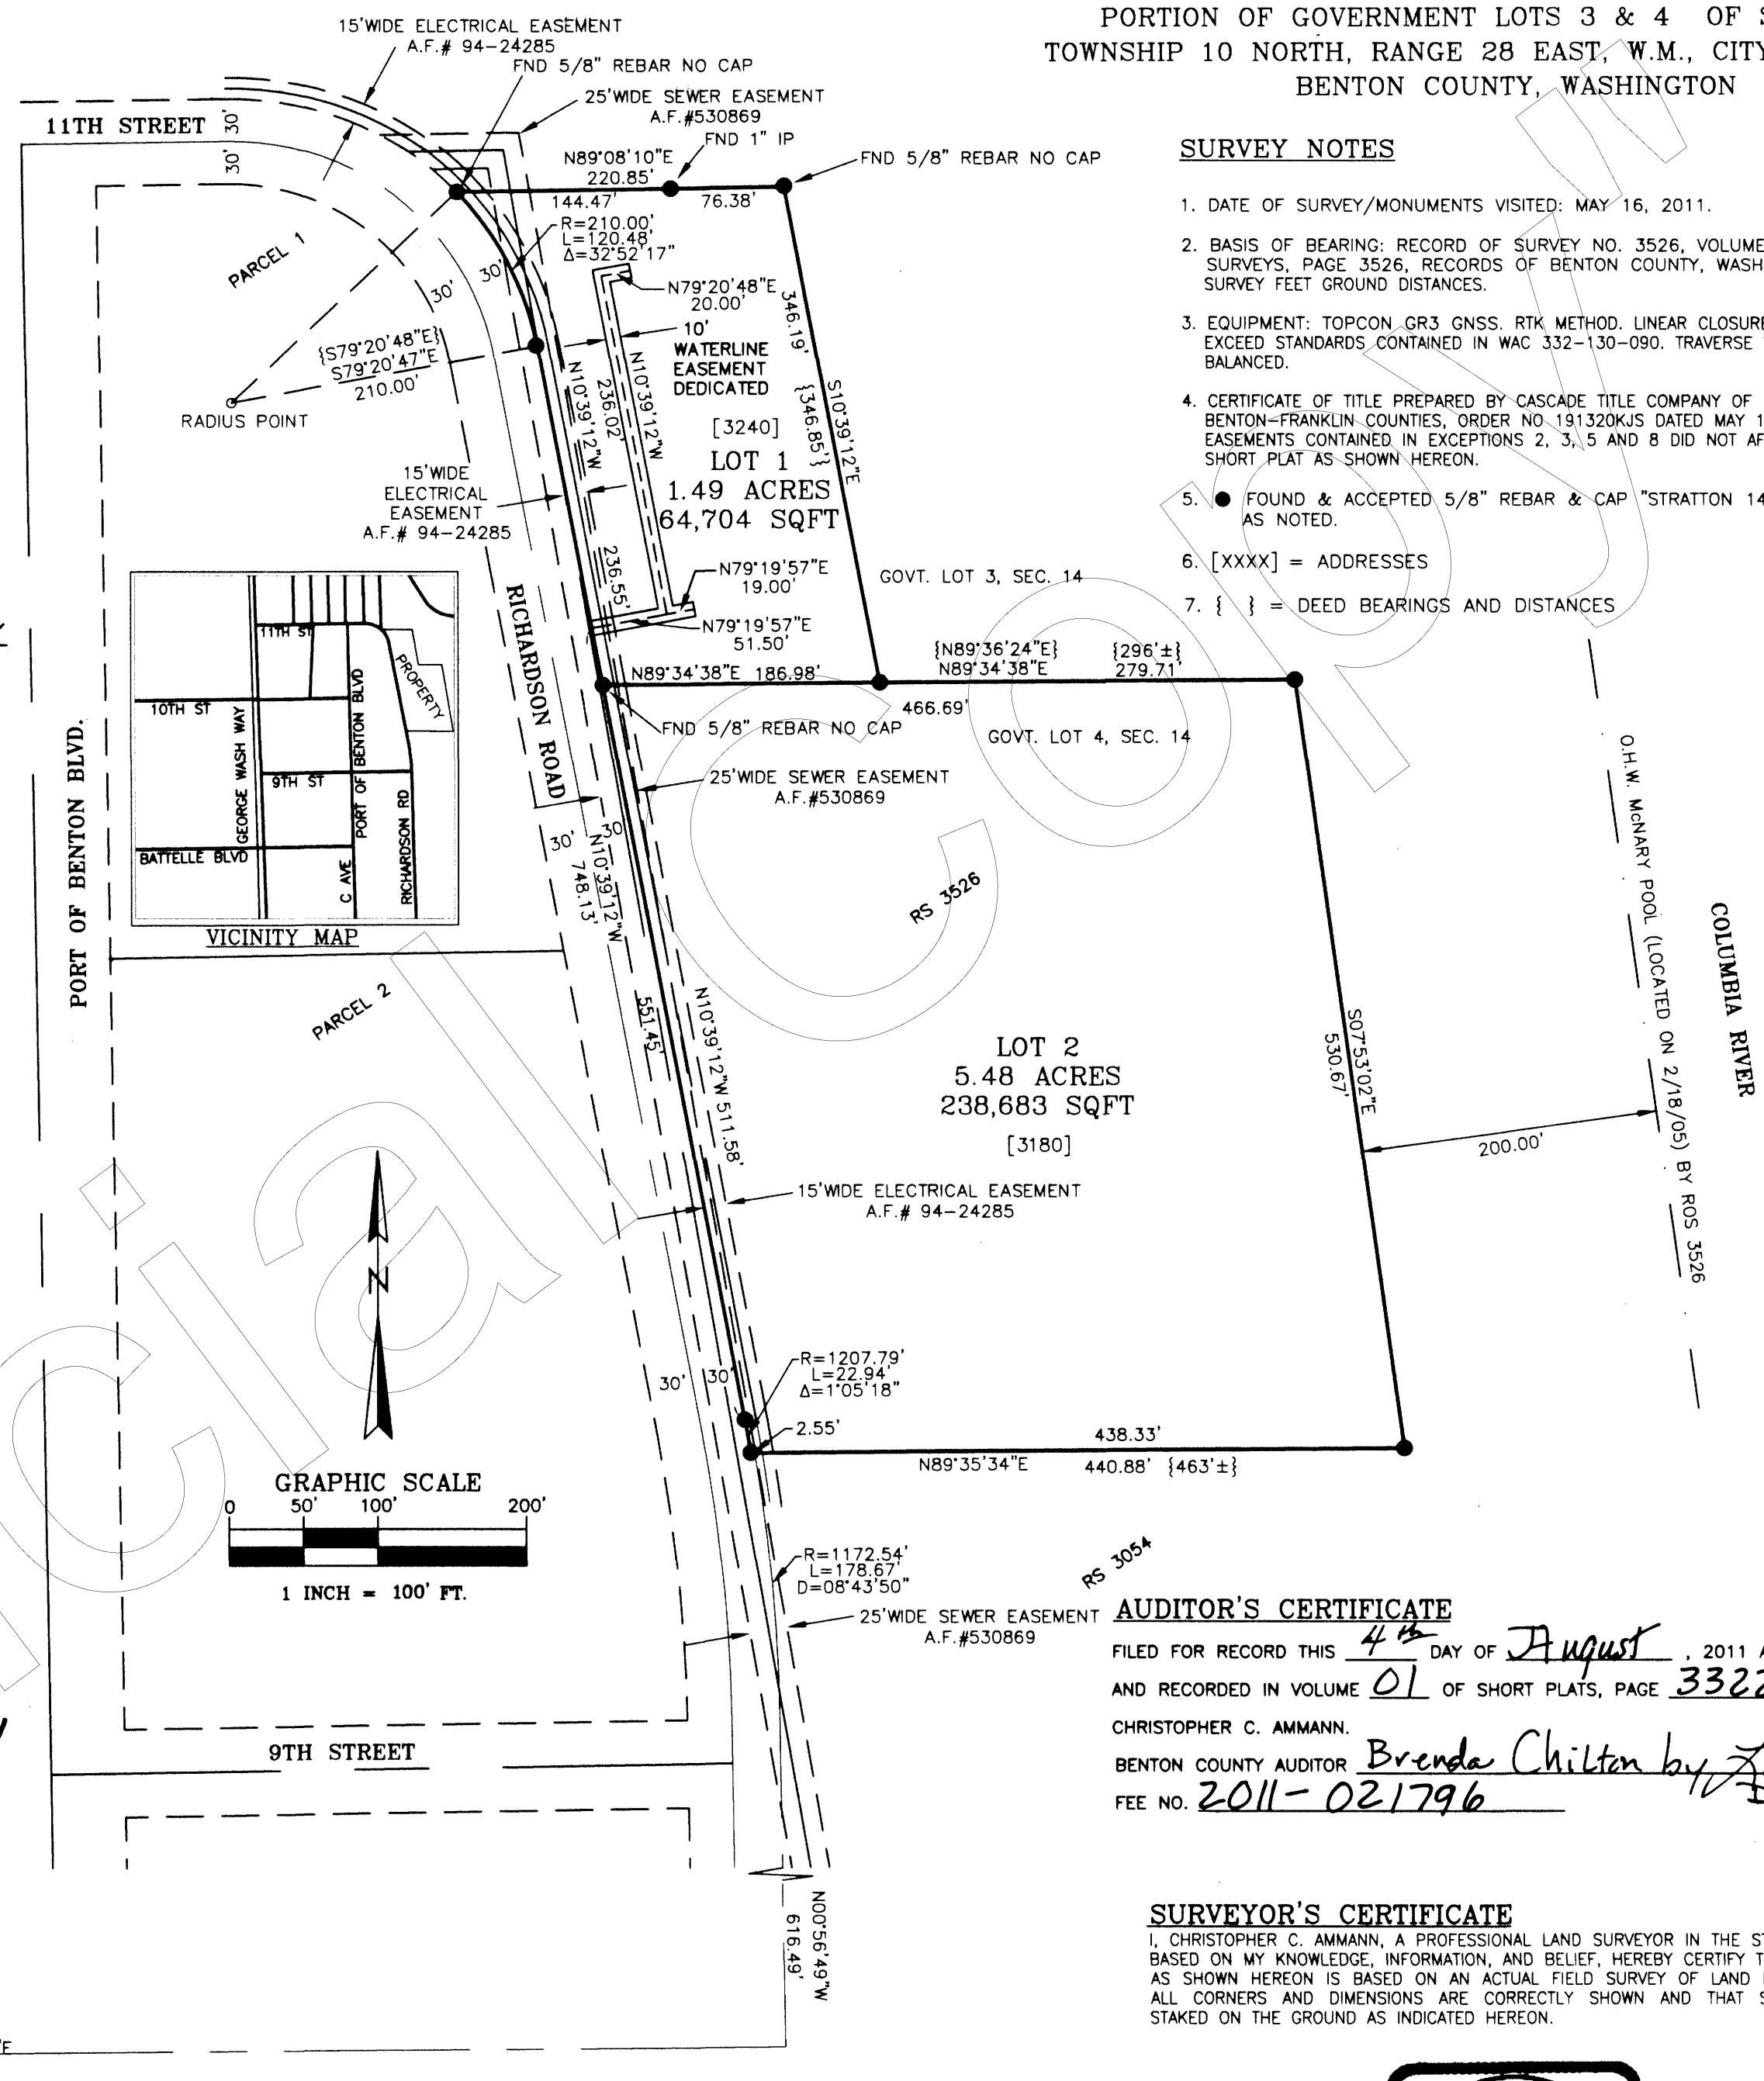 PORTION OF GOVERNMENT LOTS 3 & 4 OF
TOWNSHIP 10 NORTH, RANGE 28 EAST, W.M., CITY
BENTON COUNTY, WASHINGTON
15'WIDE ELECTRICAL EASEMENT
A.F.# 94-24285
FND 5/8" REBAR NO CAP
25'WIDE SEWER EASEMENT
A.F.#530869
FND 1" IP
FND 5/8" REBAR NO CAP
11TH STREET
30'
30'
N89°08'10"E
220.85'
144.47'
76.38'
R=210.00'
L=120.48'
Δ=32°52'17"
PARCEL 1
30'
30'
N79°20'48"E
20.00'
10'
WATERLINE
EASEMENT
DEDICATED
{S79°20'48"E}
S79°20'47"E
210.00'
RADIUS POINT
N10°39'12"W
236.02'
N10°39'12"W
346.19'
{346.85'}
S10°39'12"E
[3240]
LOT 1
1.49 ACRES
64,704 SQFT
15'WIDE
ELECTRICAL
EASEMENT
A.F.# 94-24285
236.55'
N79°19'57"E
19.00'
N79°19'57"E
51.50'
GOVT. LOT 3, SEC. 14
{N89°36'24"E} {296'±}
N89°34'38"E 279.71'
N89°34'38"E 186.98'
466.69'
FND 5/8" REBAR NO CAP
GOVT. LOT 4, SEC. 14
25'WIDE SEWER EASEMENT
A.F.#530869
RICHARDSON ROAD
30'
30
N10°39'12"W
748.13'
551.45'
N10°39'12"W 511.58'
RS 3526
PORT OF BENTON BLVD.
11TH ST
10TH ST
9TH ST
BATTELLE BLVD
GEORGE WASH WAY
PORT OF BENTON BLVD
C AVE
RICHARDSON RD
PROPERTY
VICINITY MAP
PARCEL 2
LOT 2
5.48 ACRES
238,683 SQFT
[3180]
S07°53'02"E
530.67'
200.00'
O.H.W. McNARY POOL (LOCATED ON 2/18/05) BY ROS 3526
COLUMBIA RIVER
15'WIDE ELECTRICAL EASEMENT
A.F.# 94-24285
N
30'
30'
R=1207.79'
L=22.94'
Δ=1°05'18"
2.55'
438.33'
N89°35'34"E 440.88' {463'±}
GRAPHIC SCALE
0 50' 100' 200'
1 INCH = 100' FT.
R=1172.54'
L=178.67'
D=08°43'50"
25'WIDE SEWER EASEMENT
A.F.#530869
RS 3054
9TH STREET
N00°56'49"W
616.49'
SURVEY NOTES
1. DATE OF SURVEY/MONUMENTS VISITED: MAY 16, 2011.
2. BASIS OF BEARING: RECORD OF SURVEY NO. 3526, VOLUME
SURVEYS, PAGE 3526, RECORDS OF BENTON COUNTY, WASH
SURVEY FEET GROUND DISTANCES.
3. EQUIPMENT: TOPCON GR3 GNSS. RTK METHOD. LINEAR CLOSURE
EXCEED STANDARDS CONTAINED IN WAC 332-130-090. TRAVERSE
BALANCED.
4. CERTIFICATE OF TITLE PREPARED BY CASCADE TITLE COMPANY OF
BENTON-FRANKLIN COUNTIES, ORDER NO 191320KJS DATED MAY 1
EASEMENTS CONTAINED IN EXCEPTIONS 2, 3, 5 AND 8 DID NOT AF
SHORT PLAT AS SHOWN HEREON.
5. ● FOUND & ACCEPTED 5/8" REBAR & CAP "STRATTON 14
AS NOTED.
6. [XXXX] = ADDRESSES
7. { } = DEED BEARINGS AND DISTANCES
AUDITOR'S CERTIFICATE
FILED FOR RECORD THIS 4th DAY OF August, 2011 A
AND RECORDED IN VOLUME 01 OF SHORT PLATS, PAGE 3322
CHRISTOPHER C. AMMANN.
BENTON COUNTY AUDITOR Brenda Chilton by
FEE NO. 2011-021796
SURVEYOR'S CERTIFICATE
I, CHRISTOPHER C. AMMANN, A PROFESSIONAL LAND SURVEYOR IN THE ST
BASED ON MY KNOWLEDGE, INFORMATION, AND BELIEF, HEREBY CERTIFY T
AS SHOWN HEREON IS BASED ON AN ACTUAL FIELD SURVEY OF LAND
ALL CORNERS AND DIMENSIONS ARE CORRECTLY SHOWN AND THAT S
STAKED ON THE GROUND AS INDICATED HEREON.
cial Copy